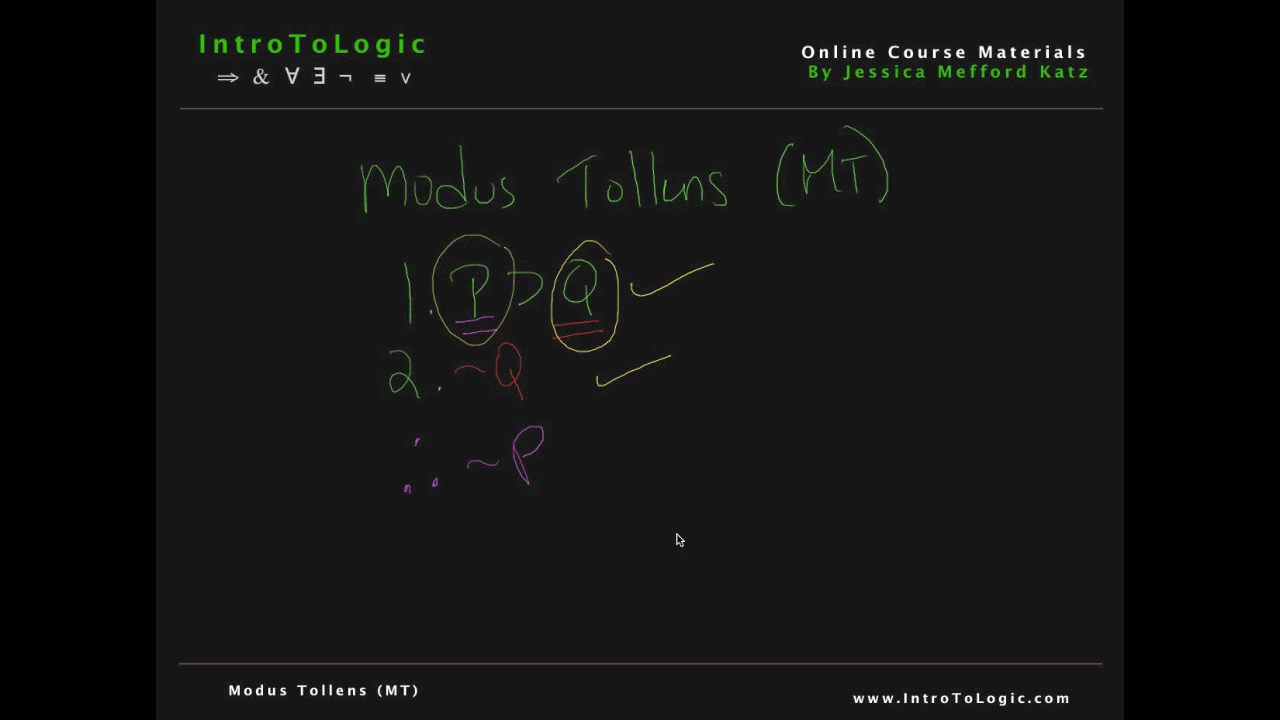 IntroToLogic
⇒ & ∀ ∃ ¬ ≡ v
Online Course Materials
By Jessica Mefford Katz
Modus Tollens (MT)
1. P ⊃ Q
2. ~Q
∴ ~P
Modus Tollens (MT)
www.IntroToLogic.com